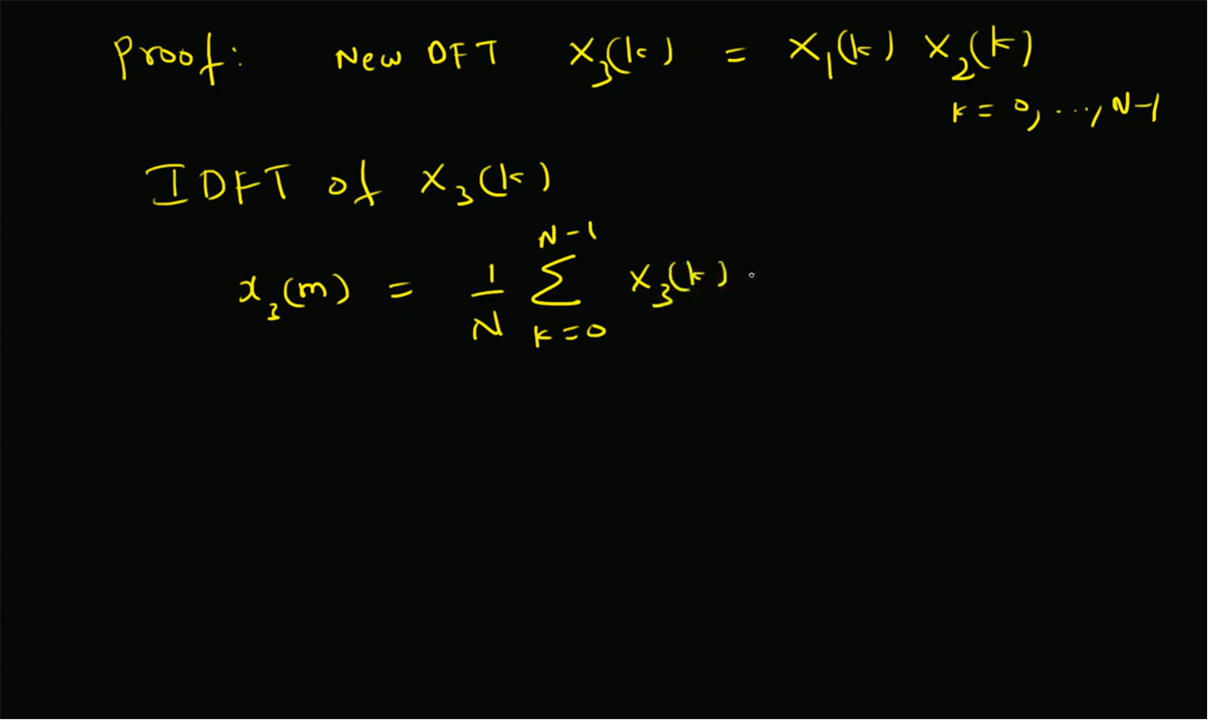 Proof: New DFT X₃(k) = X₁(k) X₂(k)
k = 0, ..., N-1
IDFT of X₃(k)
x₃(m) = 1/N ∑_{k=0}^{N-1} X₃(k) .